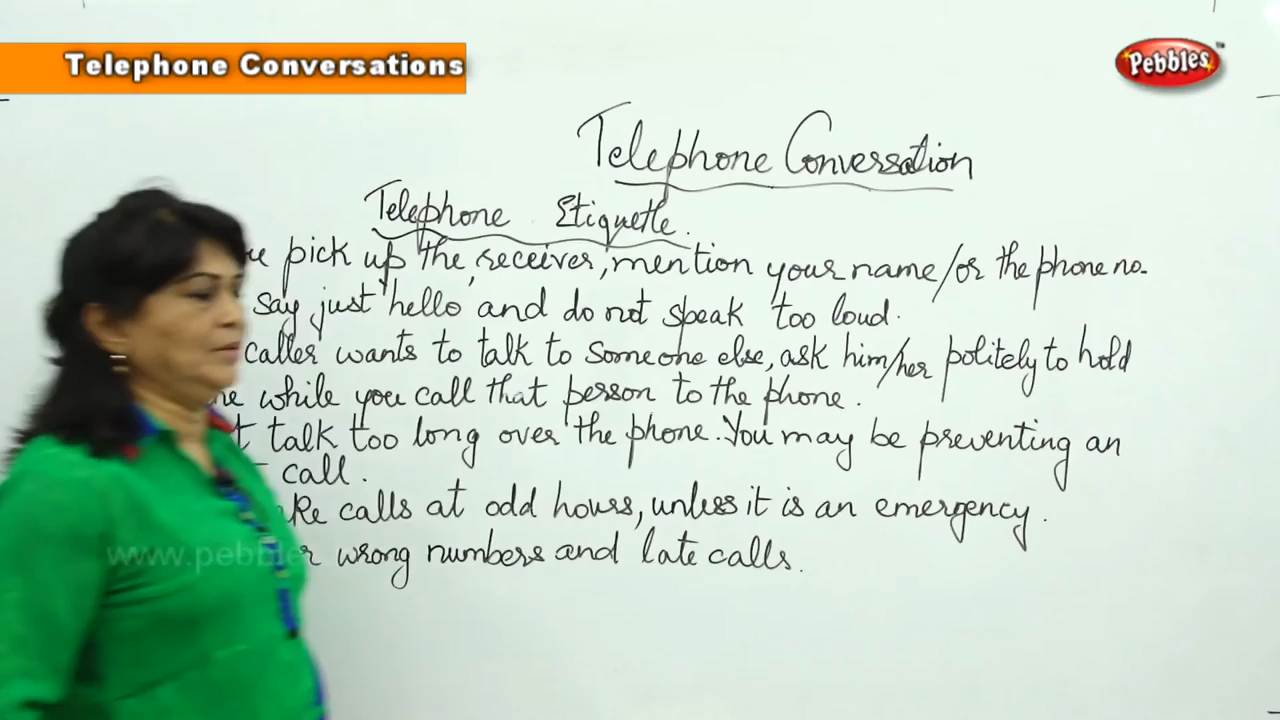 Telephone Conversations
Pebbles
Telephone Conversation
Telephone Etiquette.
pick up the receiver, mention your name/or the phone no.
say just 'hello' and do not speak too loud.
caller wants to talk to someone else, ask him/her politely to hold
while you call that person to the phone.
talk too long over the phone. You may be preventing an
call.
calls at odd hours, unless it is an emergency.
wrong numbers and late calls.
www.pebbles